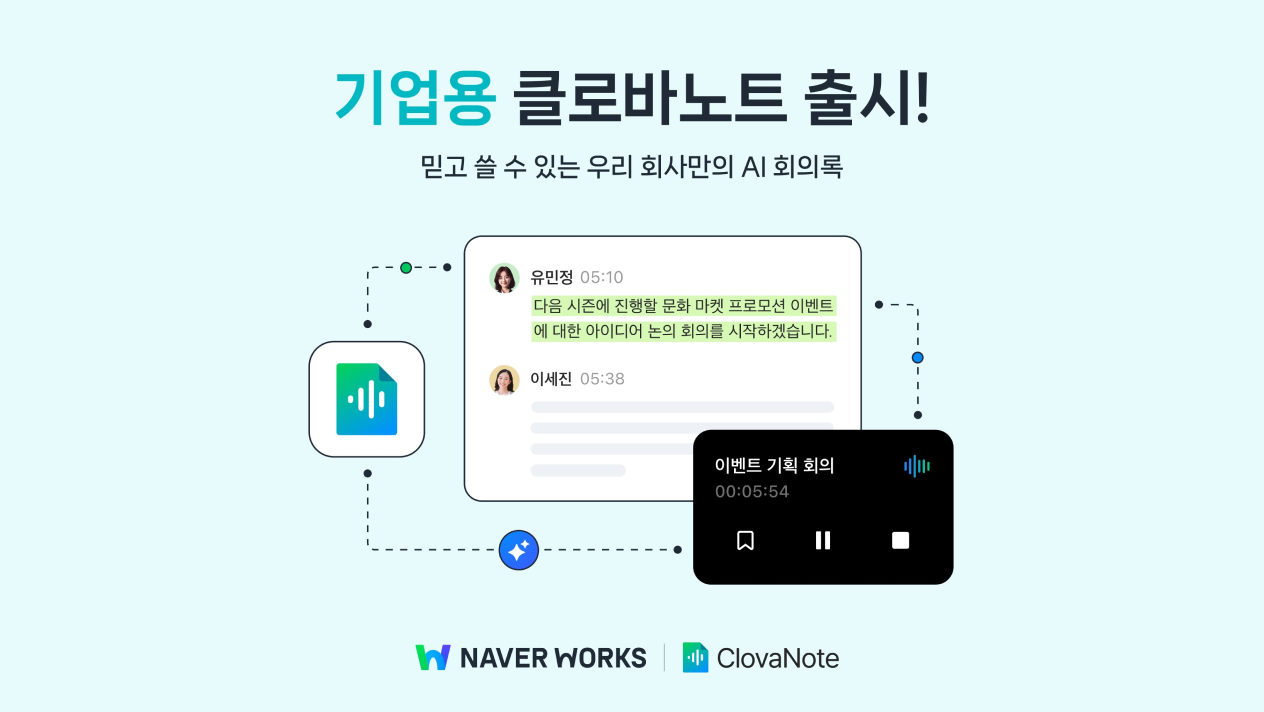 기업용 클로바노트 출시!
믿고 쓸 수 있는 우리 회사만의 AI 회의록
유민정 05:10
다음 시즌에 진행할 문화 마켓 프로모션 이벤트
에 대한 아이디어 논의 회의를 시작하겠습니다.
이세진 05:38
이벤트 기획 회의
00:05:54
NAVER WORKS | ClovaNote